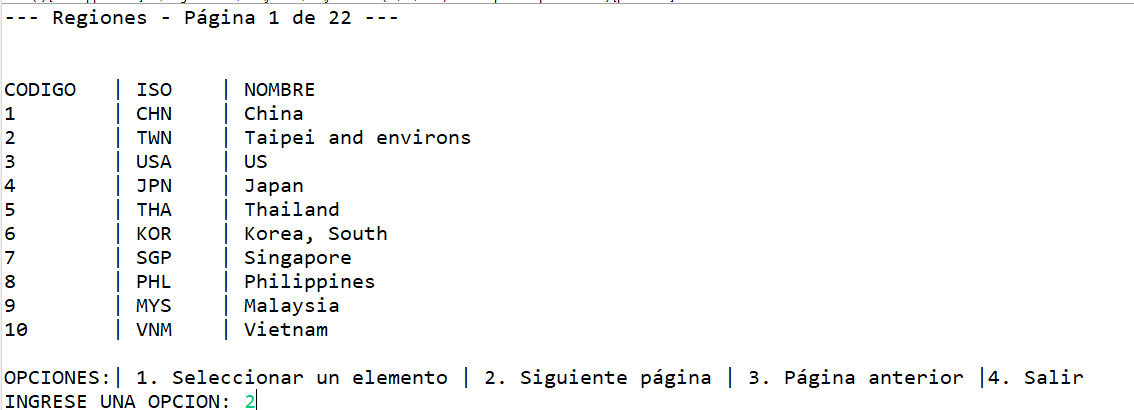 --- Regiones - Página 1 de 22 ---
CODIGO | ISO | NOMBRE
1 | CHN | China
2 | TWN | Taipei and environs
3 | USA | US
4 | JPN | Japan
5 | THA | Thailand
6 | KOR | Korea, South
7 | SGP | Singapore
8 | PHL | Philippines
9 | MYS | Malaysia
10 | VNM | Vietnam
OPCIONES:| 1. Seleccionar un elemento | 2. Siguiente página | 3. Página anterior |4. Salir
INGRESE UNA OPCION: 2